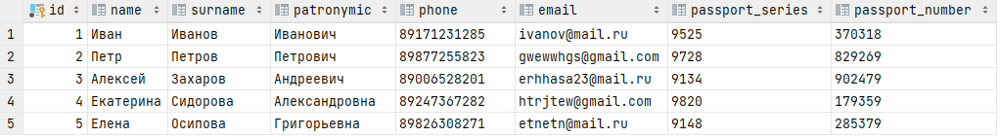 id name surname patronymic phone email passport_series passport_number
1 1 Иван Иванов Иванович 89171231285 ivanov@mail.ru 9525 370318
2 2 Петр Петров Петрович 89877255823 gwewwhgs@gmail.com 9728 829269
3 3 Алексей Захаров Андреевич 89006528201 erhhasa23@mail.ru 9134 902479
4 4 Екатерина Сидорова Александровна 89247367282 htrjtew@gmail.com 9820 179359
5 5 Елена Осипова Григорьевна 89826308271 etnetn@mail.ru 9148 285379